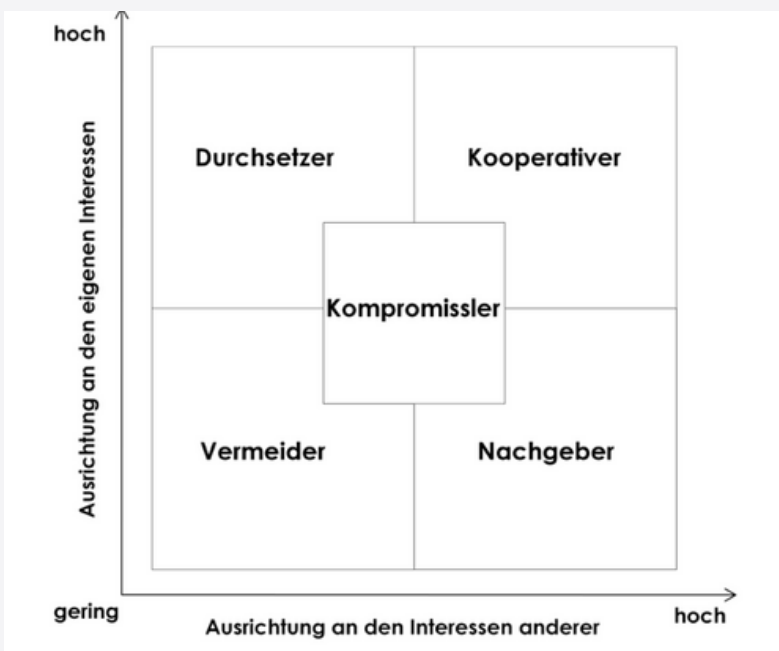 hoch
Ausrichtung an den eigenen Interessen
Durchsetzer
Kooperativer
Kompromissler
Vermeider
Nachgeber
gering
hoch
Ausrichtung an den Interessen anderer